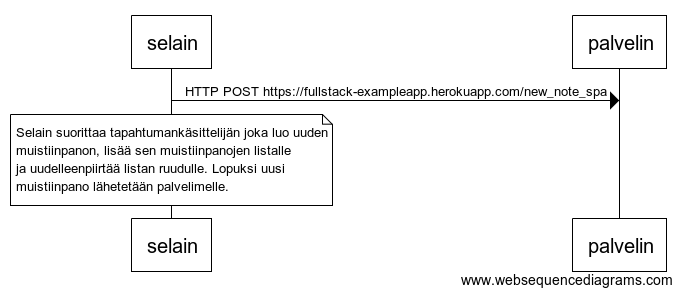 selain
palvelin
HTTP POST https://fullstack-exampleapp.herokuapp.com/new_note_spa
Selain suorittaa tapahtumankäsittelijän joka luo uuden
muistiinpanon, lisää sen muistiinpanojen listalle
ja uudelleenpiirtää listan ruudulle. Lopuksi uusi
muistiinpano lähetetään palvelimelle.
selain
palvelin
www.websequencediagrams.com